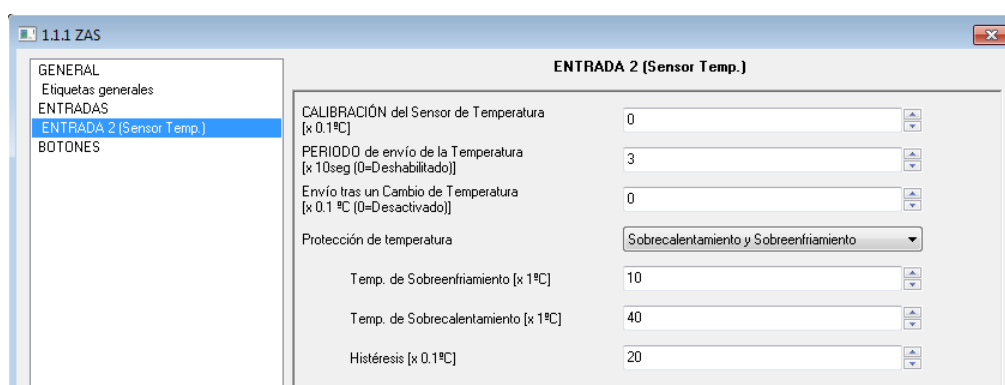 1.1.1 ZAS
GENERAL
Etiquetas generales
ENTRADAS
ENTRADA 2 (Sensor Temp.)
BOTONES
ENTRADA 2 (Sensor Temp.)
CALIBRACIÓN del Sensor de Temperatura
[x 0.1ºC]
0
PERIODO de envío de la Temperatura
[x 10seg (0=Deshabilitado)]
3
Envío tras un Cambio de Temperatura
[x 0.1 ºC (0=Desactivado)]
0
Protección de temperatura
Sobrecalentamiento y Sobreenfriamiento
Temp. de Sobreenfriamiento [x 1ºC]
10
Temp. de Sobrecalentamiento [x 1ºC]
40
Histéresis [x 0.1ºC]
20